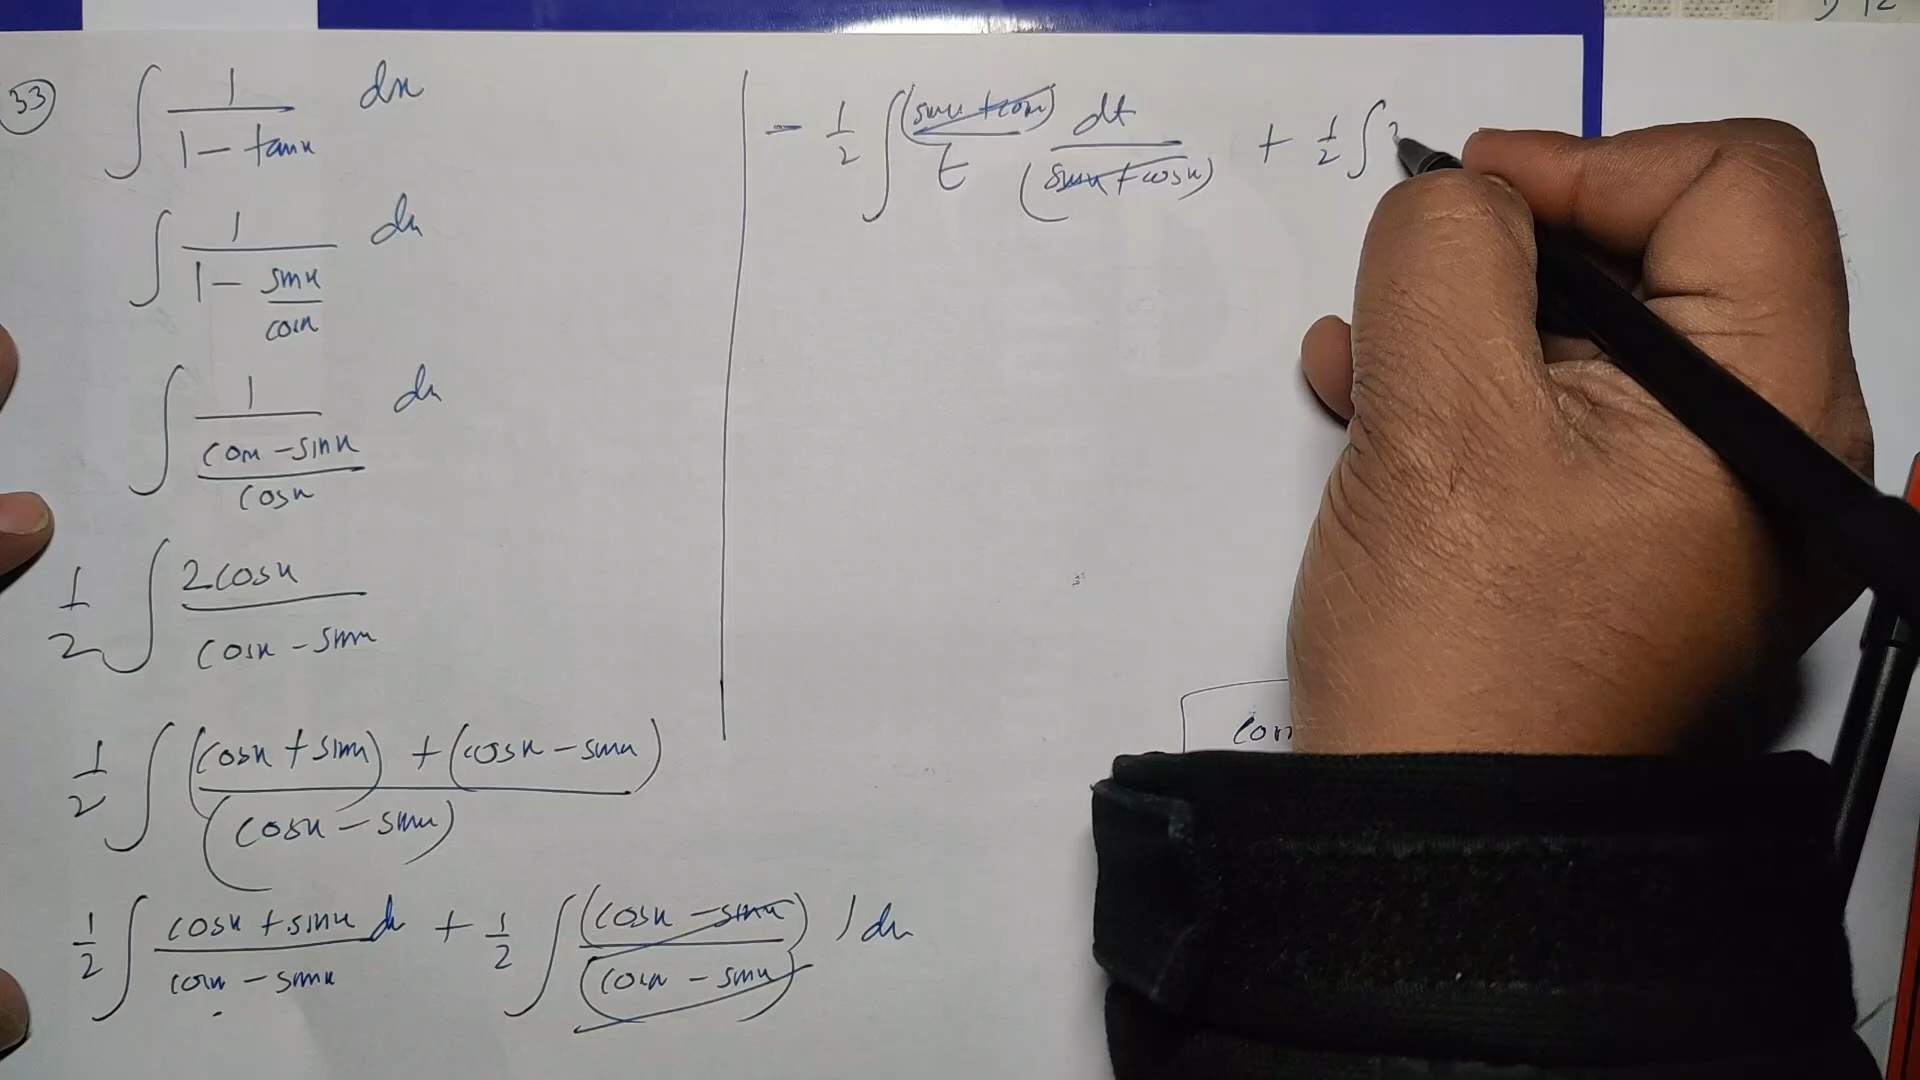 33
∫ 1/(1 - tanx) dx
∫ 1/(1 - sinx/cosx) dx
∫ 1/((cosx - sinx)/cosx) dx
1/2 ∫ 2cosx/(cosx - sinx)
1/2 ∫ ((cosx + sinx) + (cosx - sinx))/(cosx - sinx)
1/2 ∫ (cosx + sinx)/(cosx - sinx) dx + 1/2 ∫ (cosx - sinx)/(cosx - sinx) 1 dx
- 1/2 ∫ (sinx + cosx)/t dt/(sinx + cosx) + 1/2 ∫